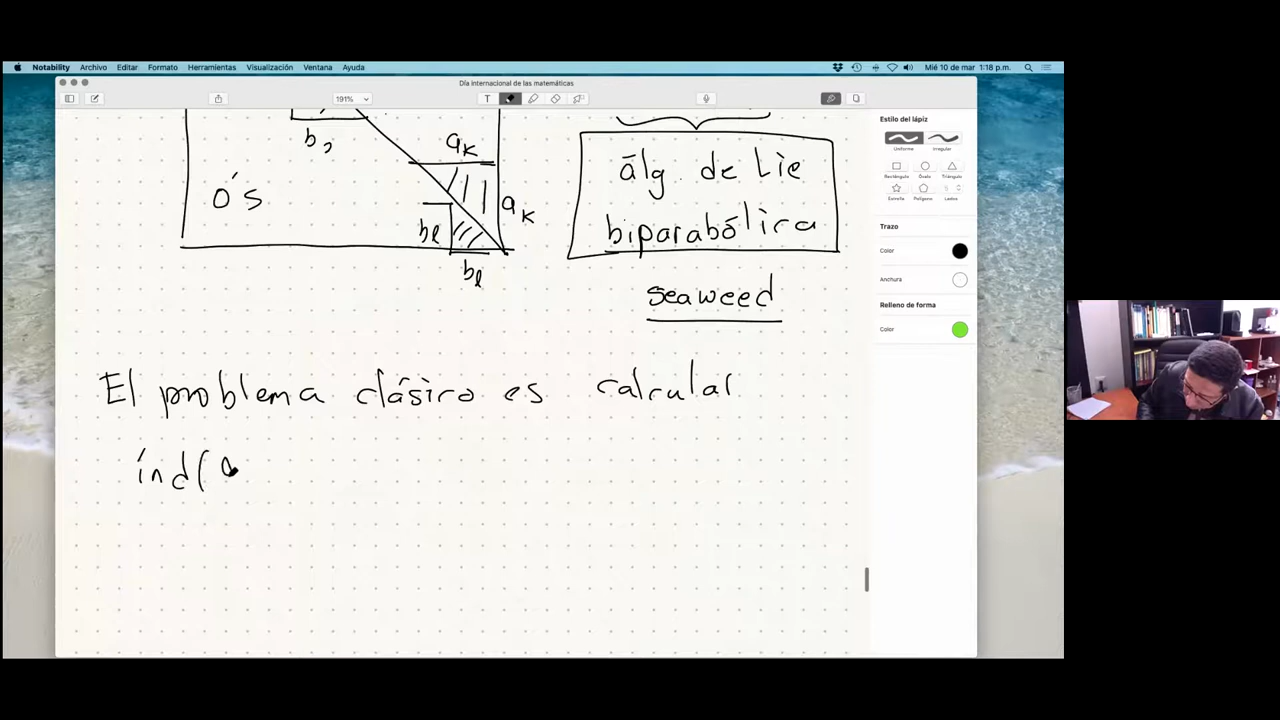 Notability Archivo Editar Formato Herramientas Visualización Ventana Ayuda
Mié 10 de mar 1:18 p.m.
Día internacional de las matemáticas
191%
T
Estilo del lápiz
Uniforme Irregular
Rectángulo Óvalo Triángulo
Estrella Polígono Lados
5
Trazo
Color
Anchura
Relleno de forma
Color
b2
ak
ak
0's
bl
bl
álg. de Lie
biparabólica
seaweed
El problema clásico es calcular
ind(